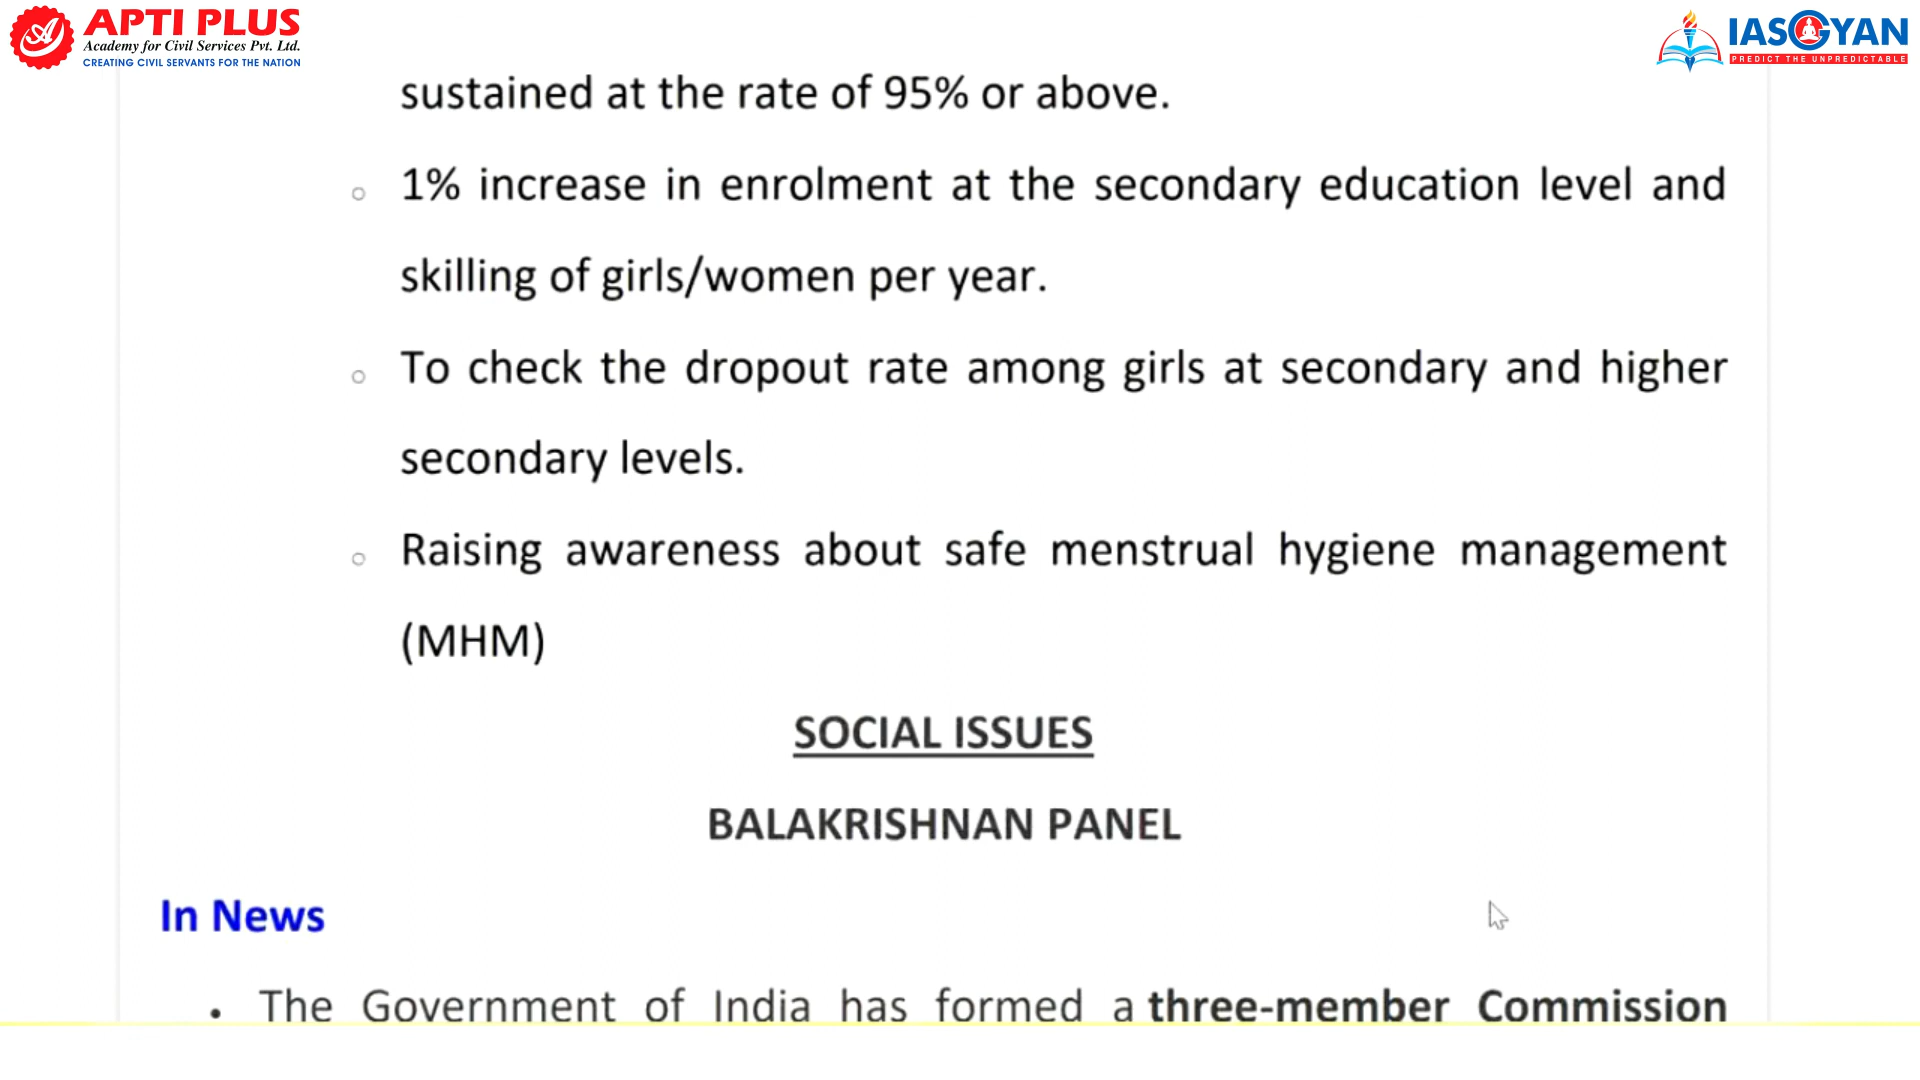 APTI PLUS
Academy for Civil Services Pvt. Ltd.
CREATING CIVIL SERVANTS FOR THE NATION
IASGYAN
PREDICT THE UNPREDICTABLE
sustained at the rate of 95% or above.
○ 1% increase in enrolment at the secondary education level and
skilling of girls/women per year.
○ To check the dropout rate among girls at secondary and higher
secondary levels.
○ Raising awareness about safe menstrual hygiene management
(MHM)
SOCIAL ISSUES
BALAKRISHNAN PANEL
In News
• The Government of India has formed a three-member Commission